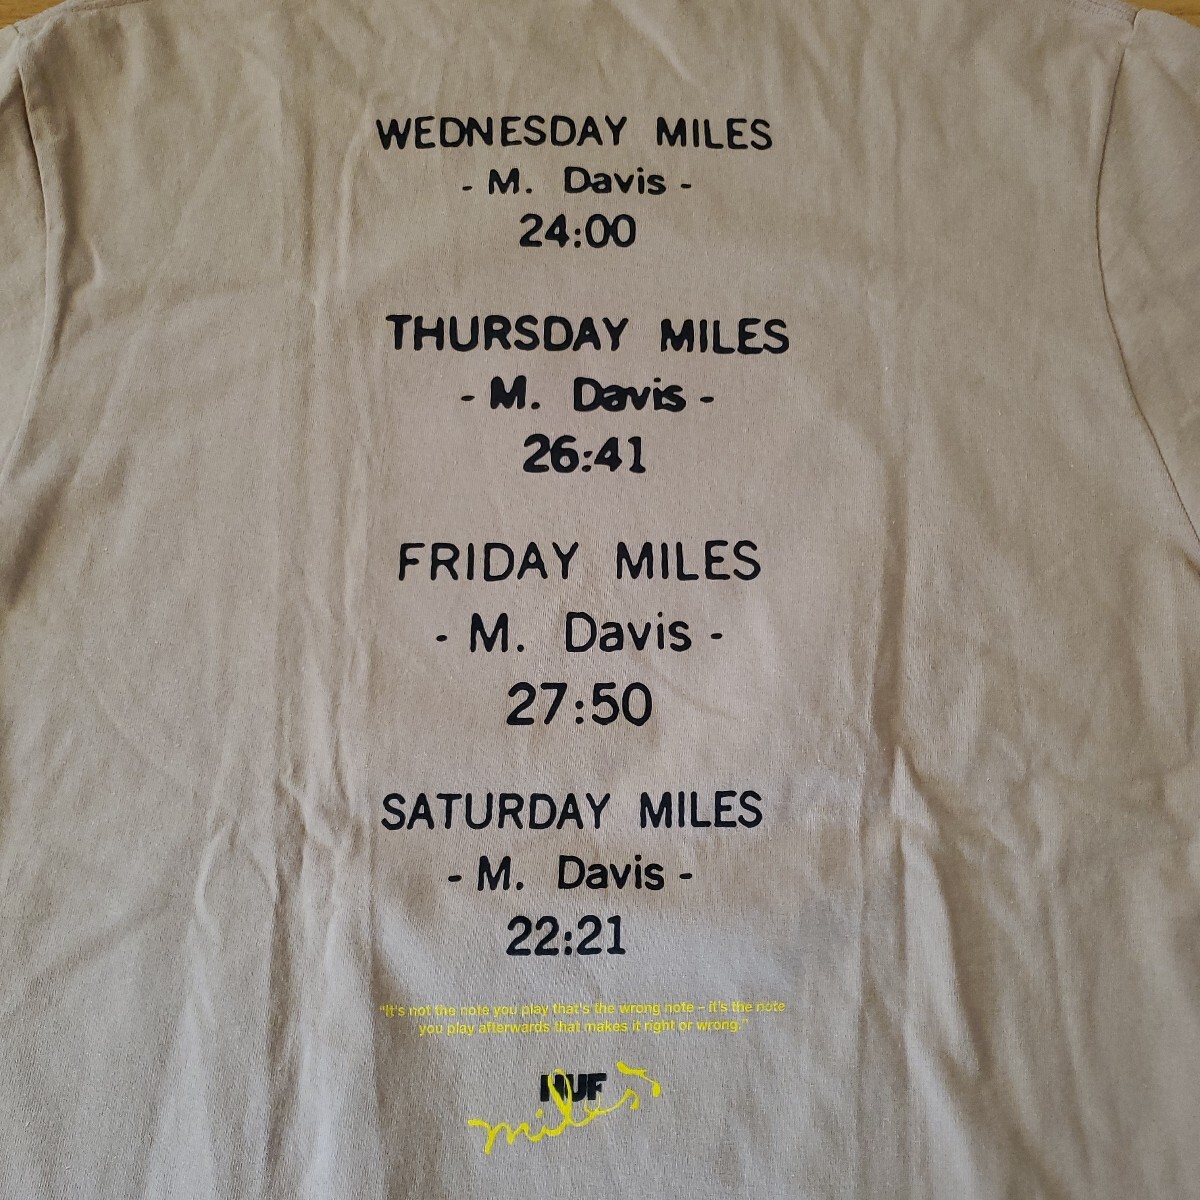 WEDNESDAY MILES
- M. Davis -
24:00
THURSDAY MILES
- M. Davis -
26:41
FRIDAY MILES
- M. Davis -
27:50
SATURDAY MILES
- M. Davis -
22:21
"It's not the note you play that's the wrong note – it's the note
you play afterwards that makes it right or wrong."
HUF
miles